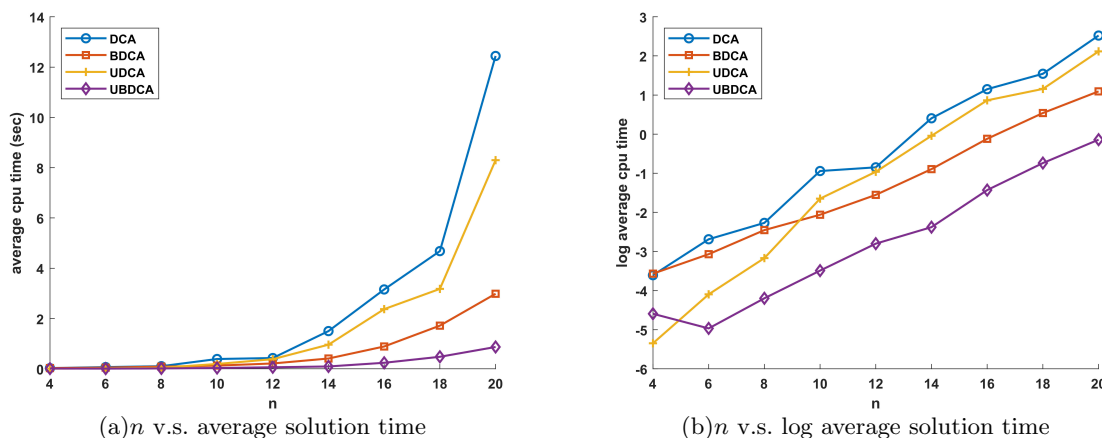 14
12
10
8
6
4
2
0
average cpu time (sec)
DCA
BDCA
UDCA
UBDCA
4 6 8 10 12 14 16 18 20
n
(a)n v.s. average solution time
3
2
1
0
-1
-2
-3
-4
-5
-6
log average cpu time
DCA
BDCA
UDCA
UBDCA
4 6 8 10 12 14 16 18 20
n
(b)n v.s. log average solution time